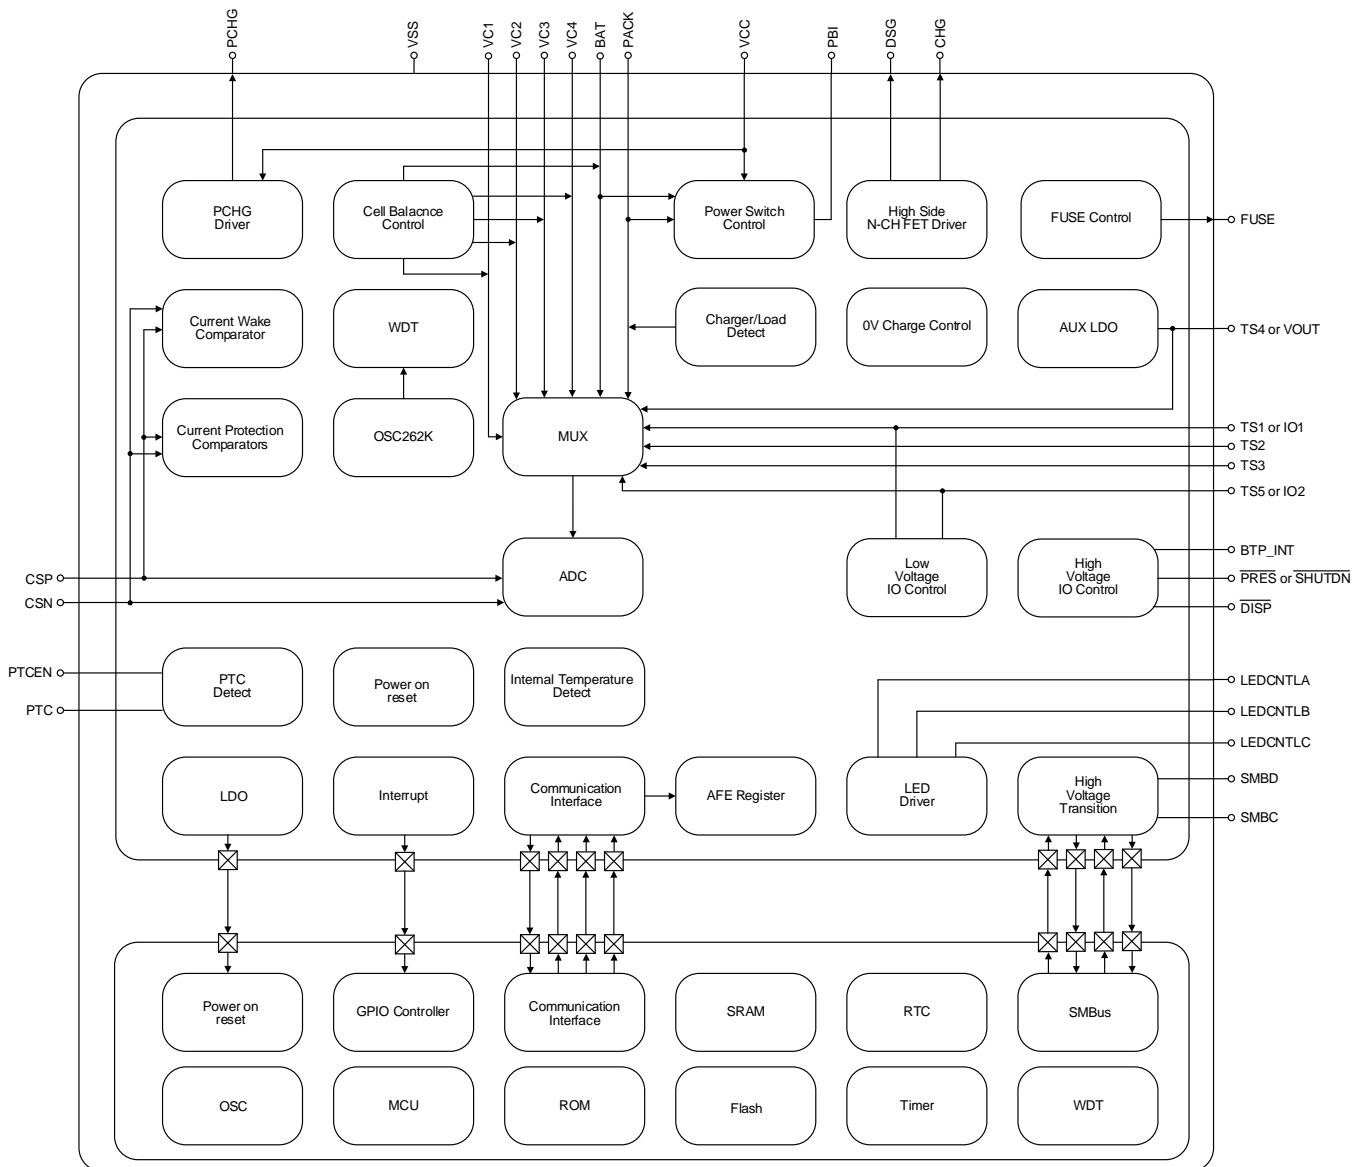 PCHG
VSS
VC1
VC2
VC3
VC4
BAT
PACK
VCC
PBI
DSG
CHG
PCHG
Driver
Cell Balacnce
Control
Power Switch
Control
High Side
N-CH FET Driver
FUSE Control
FUSE
Current Wake
Comparator
WDT
Charger/Load
Detect
0V Charge Control
AUX LDO
TS4 or VOUT
Current Protection
Comparators
OSC262K
MUX
TS1 or IO1
TS2
TS3
TS5 or IO2
CSP
CSN
ADC
Low
Voltage
IO Control
High
Voltage
IO Control
BTP_INT
PRES or SHUTDN
DISP
PTCEN
PTC
PTC
Detect
Power on
reset
Internal Temperature
Detect
LEDCNTLA
LEDCNTLB
LEDCNTLC
LDO
Interrupt
Communication
Interface
AFE Register
LED
Driver
High
Voltage
Transition
SMBD
SMBC
Power on
reset
GPIO Controller
Communication
Interface
SRAM
RTC
SMBus
OSC
MCU
ROM
Flash
Timer
WDT